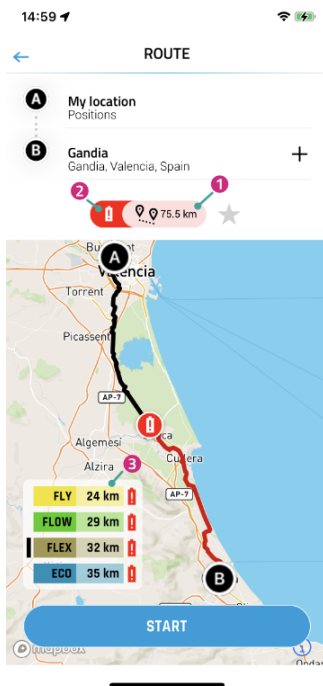 14:59
ROUTE
A
My location
Positions
B
Gandia
Gandia, Valencia, Spain
2
1
75.5 km
A
Valencia
Torrent
Picassent
AP-7
Algemesí
Cullera
Alzira
3
AP-7
FLY 24 km
FLOW 29 km
FLEX 32 km
ECO 35 km
B
START
mapbox